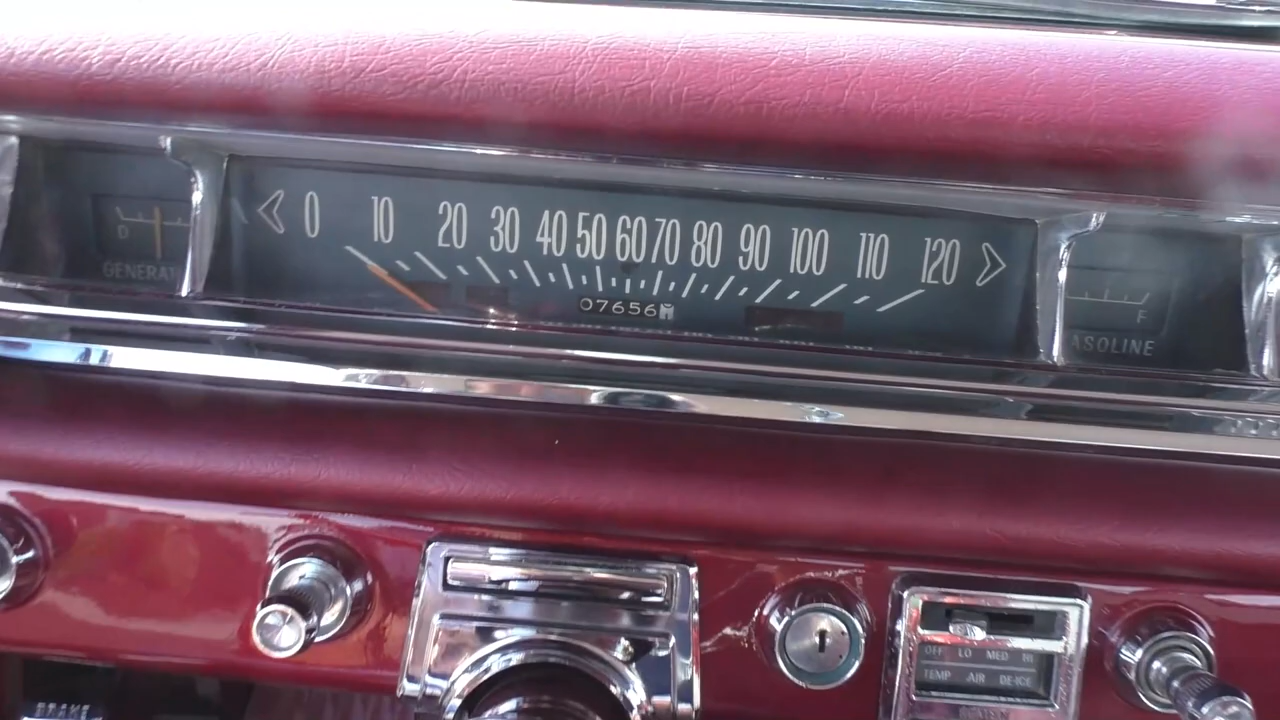 0 10 20 30 40 50 60 70 80 90 100 110 120
D
GENERAT
07656
F
ASOLINE
OFF LO MED HI
TEMP AIR DE-ICE
BRAKE